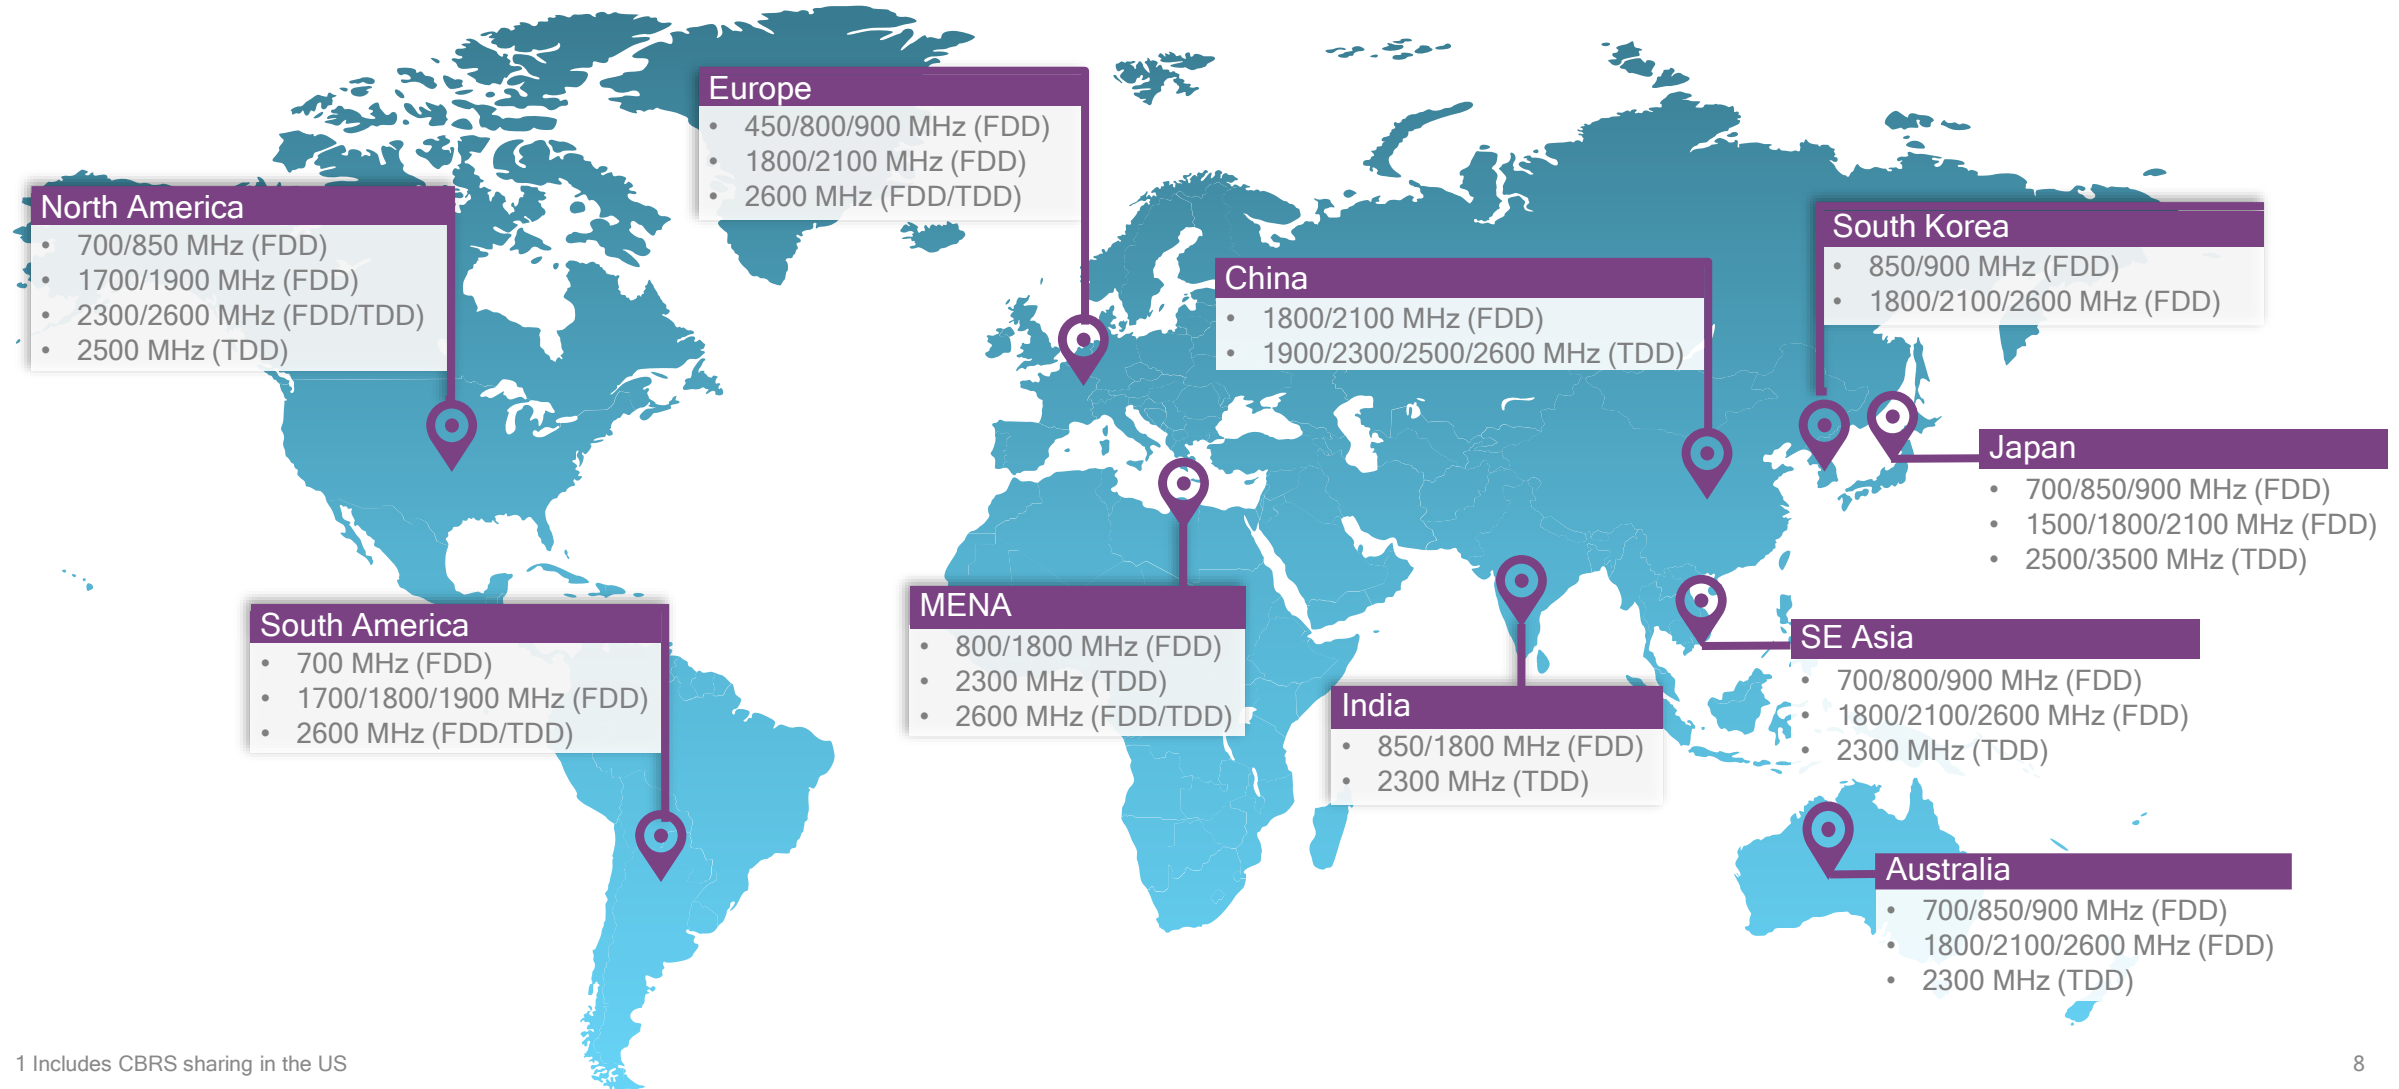 Europe
• 450/800/900 MHz (FDD)
• 1800/2100 MHz (FDD)
• 2600 MHz (FDD/TDD)
North America
• 700/850 MHz (FDD)
• 1700/1900 MHz (FDD)
• 2300/2600 MHz (FDD/TDD)
• 2500 MHz (TDD)
South Korea
• 850/900 MHz (FDD)
• 1800/2100/2600 MHz (FDD)
China
• 1800/2100 MHz (FDD)
• 1900/2300/2500/2600 MHz (TDD)
Japan
• 700/850/900 MHz (FDD)
• 1500/1800/2100 MHz (FDD)
• 2500/3500 MHz (TDD)
South America
• 700 MHz (FDD)
• 1700/1800/1900 MHz (FDD)
• 2600 MHz (FDD/TDD)
MENA
• 800/1800 MHz (FDD)
• 2300 MHz (TDD)
• 2600 MHz (FDD/TDD)
India
• 850/1800 MHz (FDD)
• 2300 MHz (TDD)
SE Asia
• 700/800/900 MHz (FDD)
• 1800/2100/2600 MHz (FDD)
• 2300 MHz (TDD)
Australia
• 700/850/900 MHz (FDD)
• 1800/2100/2600 MHz (FDD)
• 2300 MHz (TDD)
1 Includes CBRS sharing in the US
8